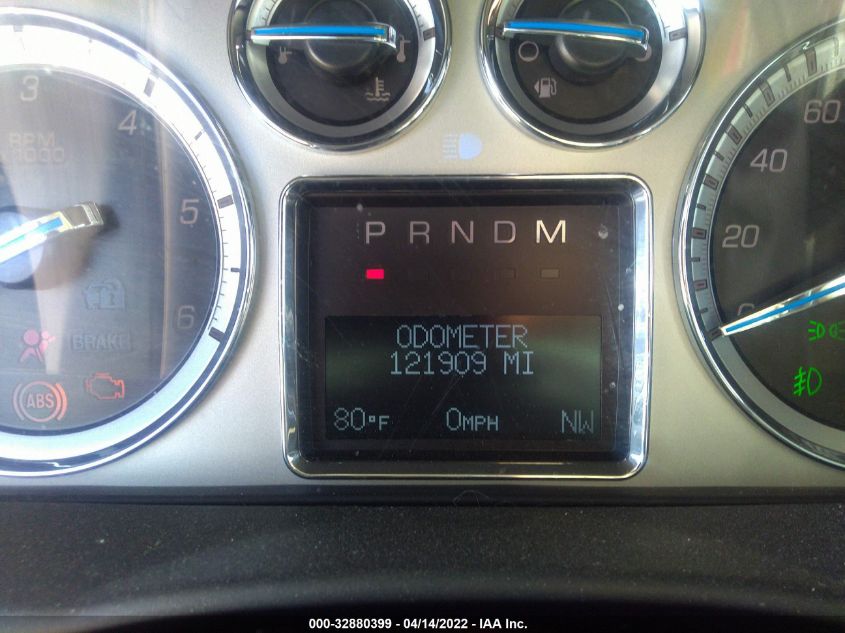 3
4
5
6
RPM
X1000
60
40
20
0
P R N D M
BRAKE
ABS
ODOMETER
121909 MI
80°F 0MPH NW
000-32880399 - 04/14/2022 - IAA Inc.